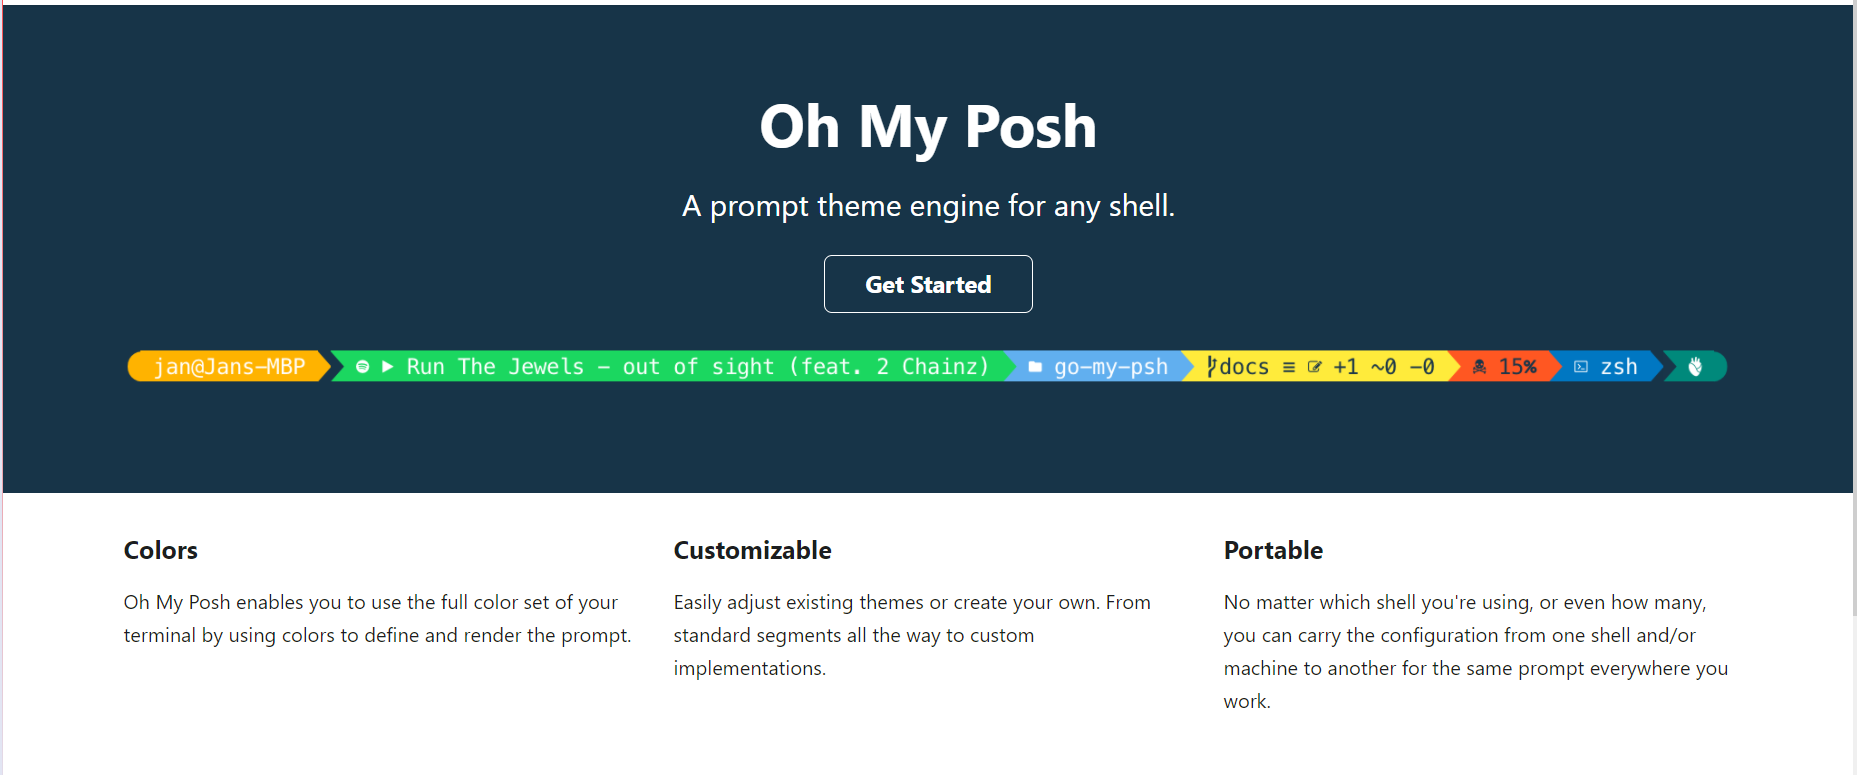 Oh My Posh
A prompt theme engine for any shell.
Get Started
jan@Jans-MBP Run The Jewels - out of sight (feat. 2 Chainz) go-my-psh docs ≡ +1 ~0 -0 15% zsh
Colors
Oh My Posh enables you to use the full color set of your
terminal by using colors to define and render the prompt.
Customizable
Easily adjust existing themes or create your own. From
standard segments all the way to custom
implementations.
Portable
No matter which shell you're using, or even how many,
you can carry the configuration from one shell and/or
machine to another for the same prompt everywhere you
work.